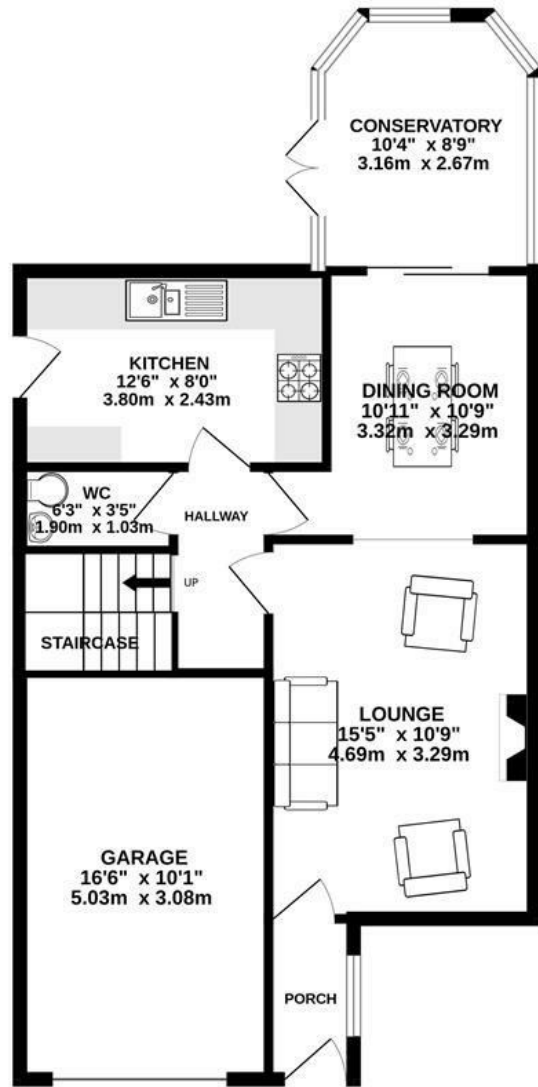 CONSERVATORY
10'4" x 8'9"
3.16m x 2.67m
KITCHEN
12'6" x 8'0"
3.80m x 2.43m
DINING ROOM
10'11" x 10'9"
3.32m x 3.29m
WC
6'3" x 3'5"
1.90m x 1.03m
HALLWAY
UP
STAIRCASE
LOUNGE
15'5" x 10'9"
4.69m x 3.29m
GARAGE
16'6" x 10'1"
5.03m x 3.08m
PORCH